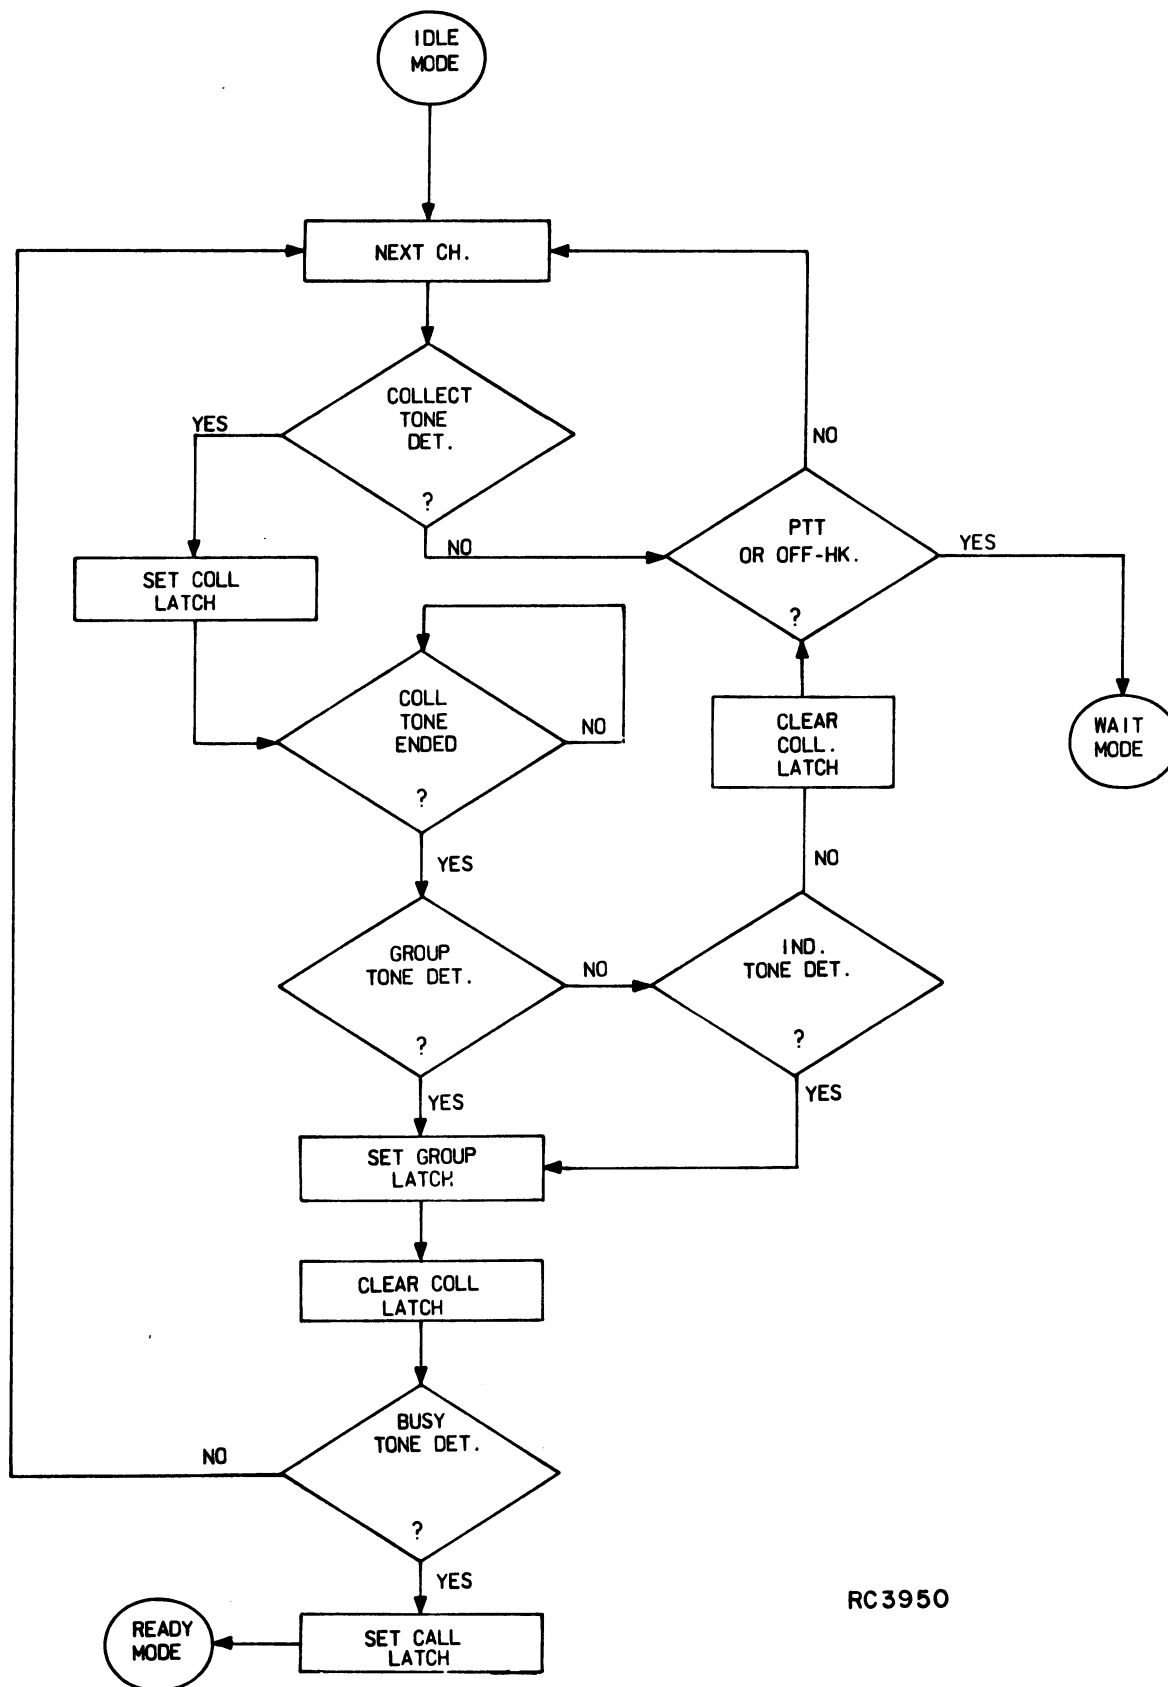 IDLE
MODE
NEXT CH.
COLLECT
TONE
DET.
?
YES
NO
NO
PTT
OR OFF-HK.
?
YES
SET COLL
LATCH
COLL
TONE
ENDED
?
NO
CLEAR
COLL.
LATCH
WAIT
MODE
YES
NO
GROUP
TONE DET.
?
NO
IND.
TONE DET.
?
YES
YES
SET GROUP
LATCH
CLEAR COLL
LATCH
BUSY
TONE DET.
?
NO
YES
READY
MODE
SET CALL
LATCH
RC3950